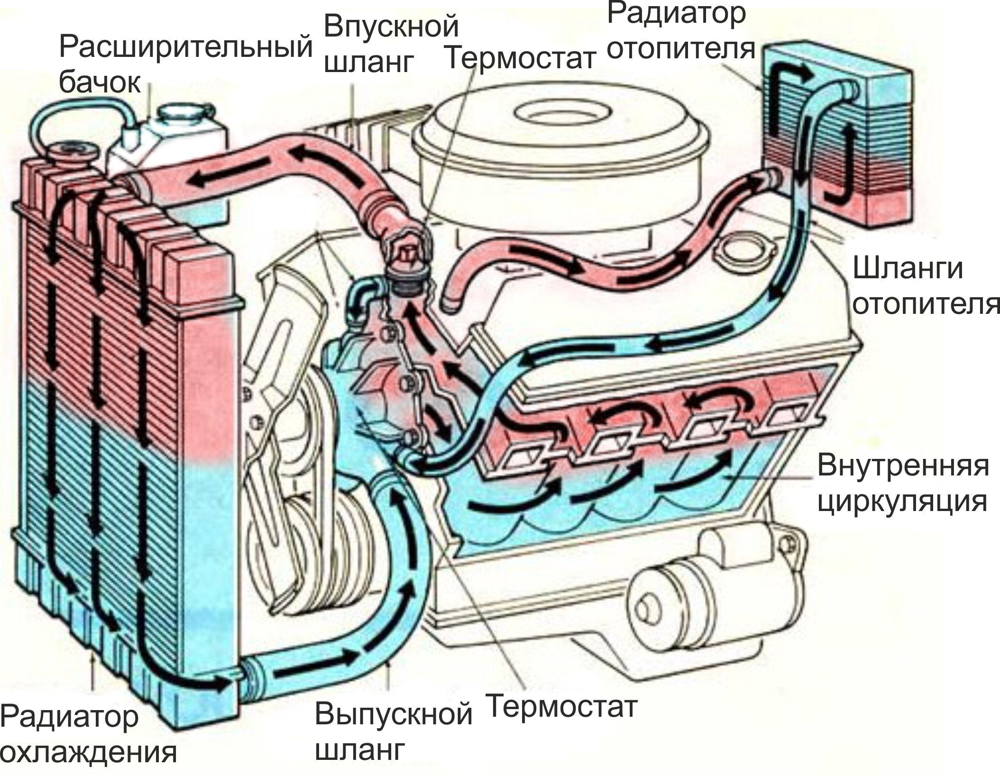 Расширительный
бачок
Впускной
шланг
Термостат
Радиатор
отопителя
Шланги
отопителя
Внутренняя
циркуляция
Радиатор
охлаждения
Выпускной
шланг
Термостат